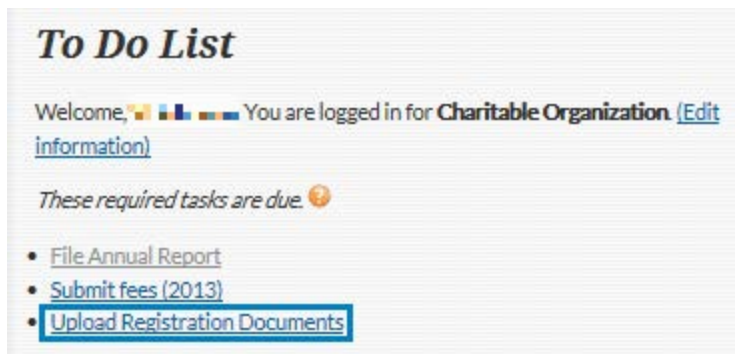 To Do List
Welcome, You are logged in for Charitable Organization. (Edit
information)
These required tasks are due. ?
• File Annual Report
• Submit fees (2013)
• Upload Registration Documents